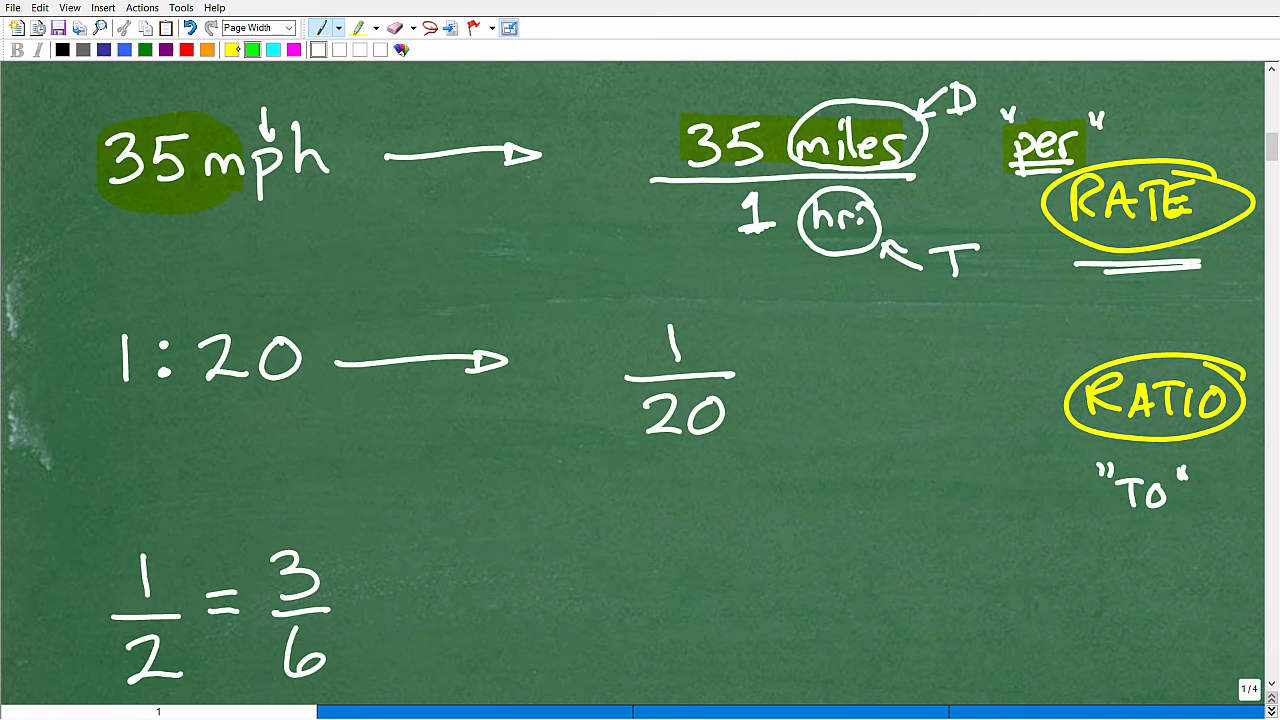 File Edit View Insert Actions Tools Help
Page Width
B I
35 mph → 35 miles / 1 hr. "per"
D
T
RATE
1 : 20 → 1/20
RATIO
"TO"
1/2 = 3/6
1/4
1